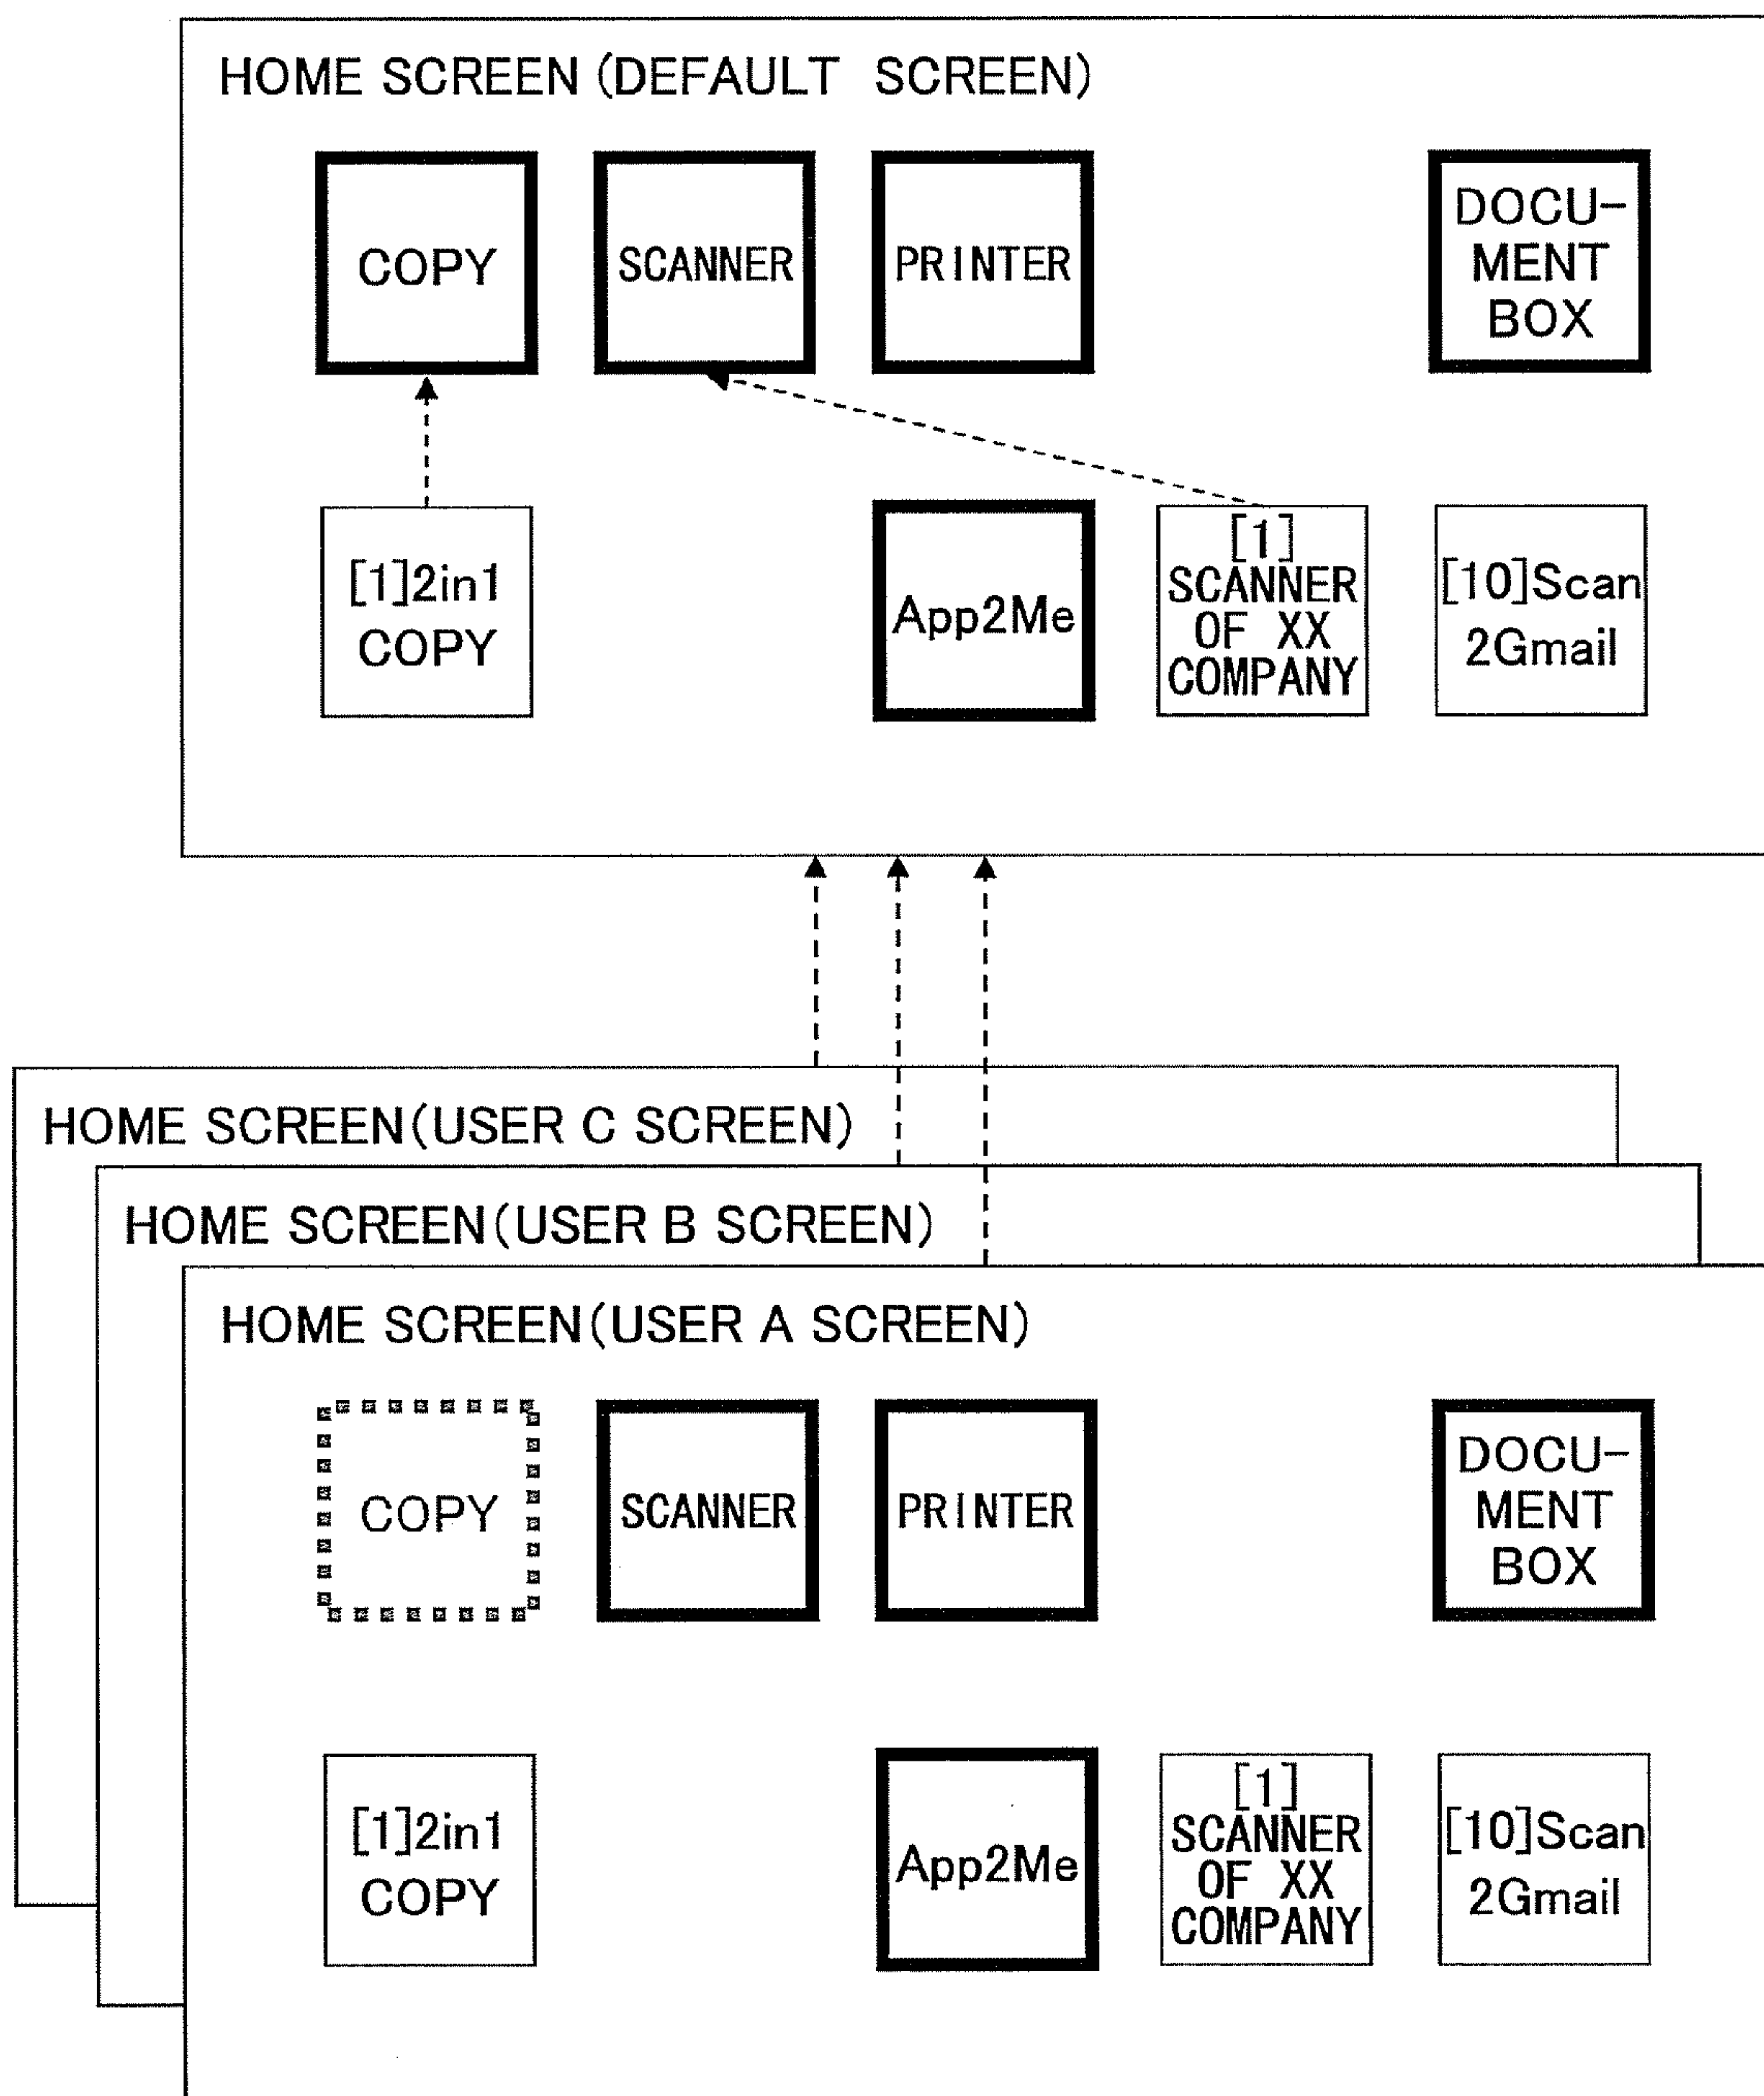 HOME SCREEN (DEFAULT SCREEN)
COPY
SCANNER
PRINTER
DOCU-
MENT
BOX
[1]2in1
COPY
App2Me
[1]
SCANNER
OF XX
COMPANY
[10]Scan
2Gmail
HOME SCREEN(USER C SCREEN)
HOME SCREEN(USER B SCREEN)
HOME SCREEN(USER A SCREEN)
COPY
SCANNER
PRINTER
DOCU-
MENT
BOX
[1]2in1
COPY
App2Me
[1]
SCANNER
OF XX
COMPANY
[10]Scan
2Gmail